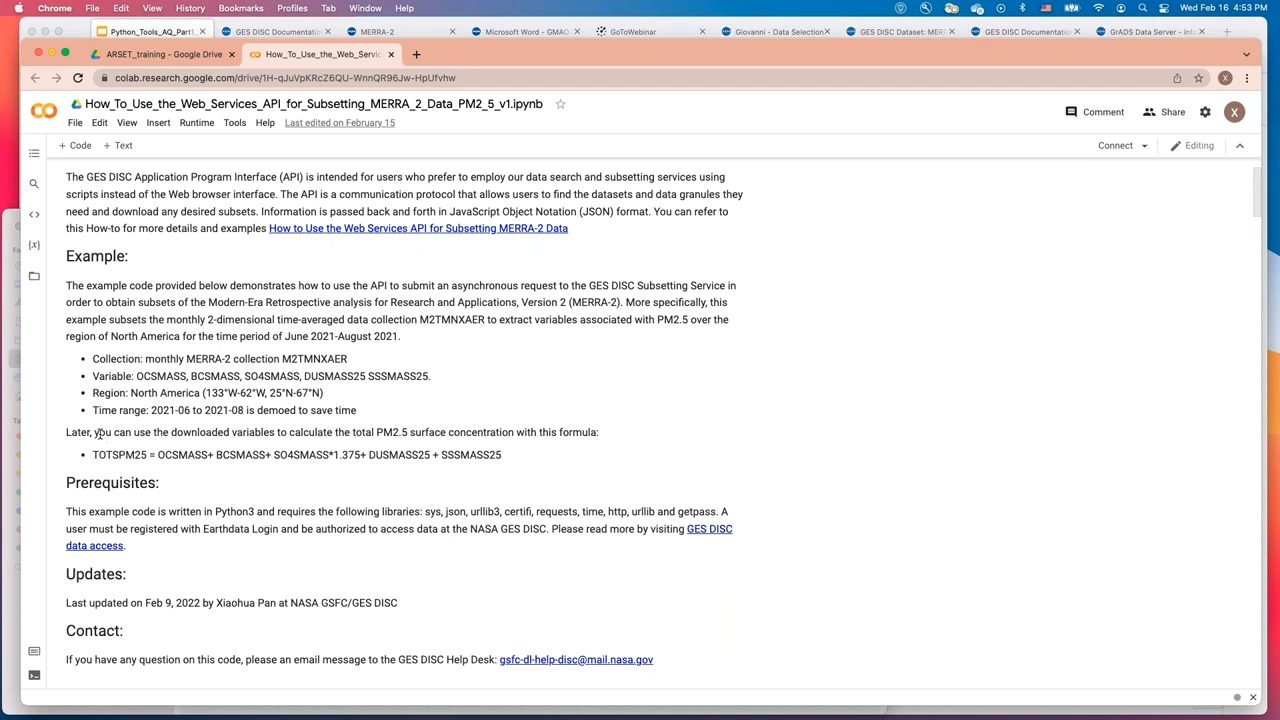 Chrome File Edit View History Bookmarks Profiles Tab Window Help Wed Feb 16 4:53 PM
Python_Tools_AQ_Part1_ GES DISC Documentati MERRA-2 Microsoft Word - GMAO GoToWebinar Giovanni - Data Selection GES DISC Dataset: MER GES DISC Documentati GrADS Data Server - info
ARSET_training - Google Drive How_To_Use_the_Web_Servic
colab.research.google.com/drive/1H-qJuVpKRcZ6QU-WnnQR96Jw-HpUfvhw
How_To_Use_the_Web_Services_API_for_Subsetting_MERRA_2_Data_PM2_5_v1.ipynb
Comment Share X
File Edit View Insert Runtime Tools Help Last edited on February 15
+ Code + Text Connect Editing
The GES DISC Application Program Interface (API) is intended for users who prefer to employ our data search and subsetting services using
scripts instead of the Web browser interface. The API is a communication protocol that allows users to find the datasets and data granules they
need and download any desired subsets. Information is passed back and forth in JavaScript Object Notation (JSON) format. You can refer to
this How-to for more details and examples How to Use the Web Services API for Subsetting MERRA-2 Data
Example:
The example code provided below demonstrates how to use the API to submit an asynchronous request to the GES DISC Subsetting Service in
order to obtain subsets of the Modern-Era Retrospective analysis for Research and Applications, Version 2 (MERRA-2). More specifically, this
example subsets the monthly 2-dimensional time-averaged data collection M2TMNXAER to extract variables associated with PM2.5 over the
region of North America for the time period of June 2021-August 2021.
• Collection: monthly MERRA-2 collection M2TMNXAER
• Variable: OCSMASS, BCSMASS, SO4SMASS, DUSMASS25 SSSMASS25.
• Region: North America (133°W-62°W, 25°N-67°N)
• Time range: 2021-06 to 2021-08 is demoed to save time
Later, you can use the downloaded variables to calculate the total PM2.5 surface concentration with this formula:
• TOTSPM25 = OCSMASS+ BCSMASS+ SO4SMASS*1.375+ DUSMASS25 + SSSMASS25
Prerequisites:
This example code is written in Python3 and requires the following libraries: sys, json, urllib3, certifi, requests, time, http, urllib and getpass. A
user must be registered with Earthdata Login and be authorized to access data at the NASA GES DISC. Please read more by visiting GES DISC
data access.
Updates:
Last updated on Feb 9, 2022 by Xiaohua Pan at NASA GSFC/GES DISC
Contact:
If you have any question on this code, please an email message to the GES DISC Help Desk: gsfc-dl-help-disc@mail.nasa.gov